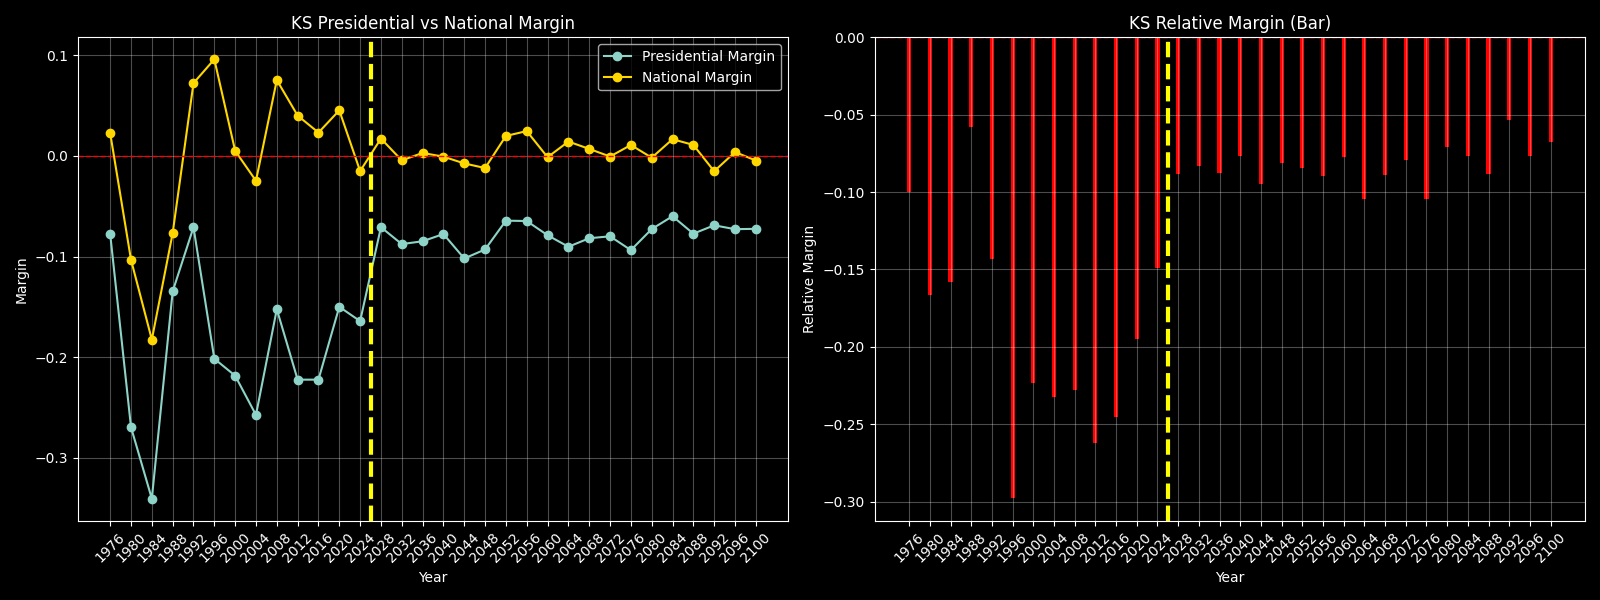 KS Presidential vs National Margin
Presidential Margin
National Margin
Margin
0.1
0.0
−0.1
−0.2
−0.3
1976 1980 1984 1988 1992 1996 2000 2004 2008 2012 2016 2020 2024 2028 2032 2036 2040 2044 2048 2052 2056 2060 2064 2068 2072 2076 2080 2084 2088 2092 2096 2100
Year
KS Relative Margin (Bar)
Relative Margin
0.00
−0.05
−0.10
−0.15
−0.20
−0.25
−0.30
1976 1980 1984 1988 1992 1996 2000 2004 2008 2012 2016 2020 2024 2028 2032 2036 2040 2044 2048 2052 2056 2060 2064 2068 2072 2076 2080 2084 2088 2092 2096 2100
Year